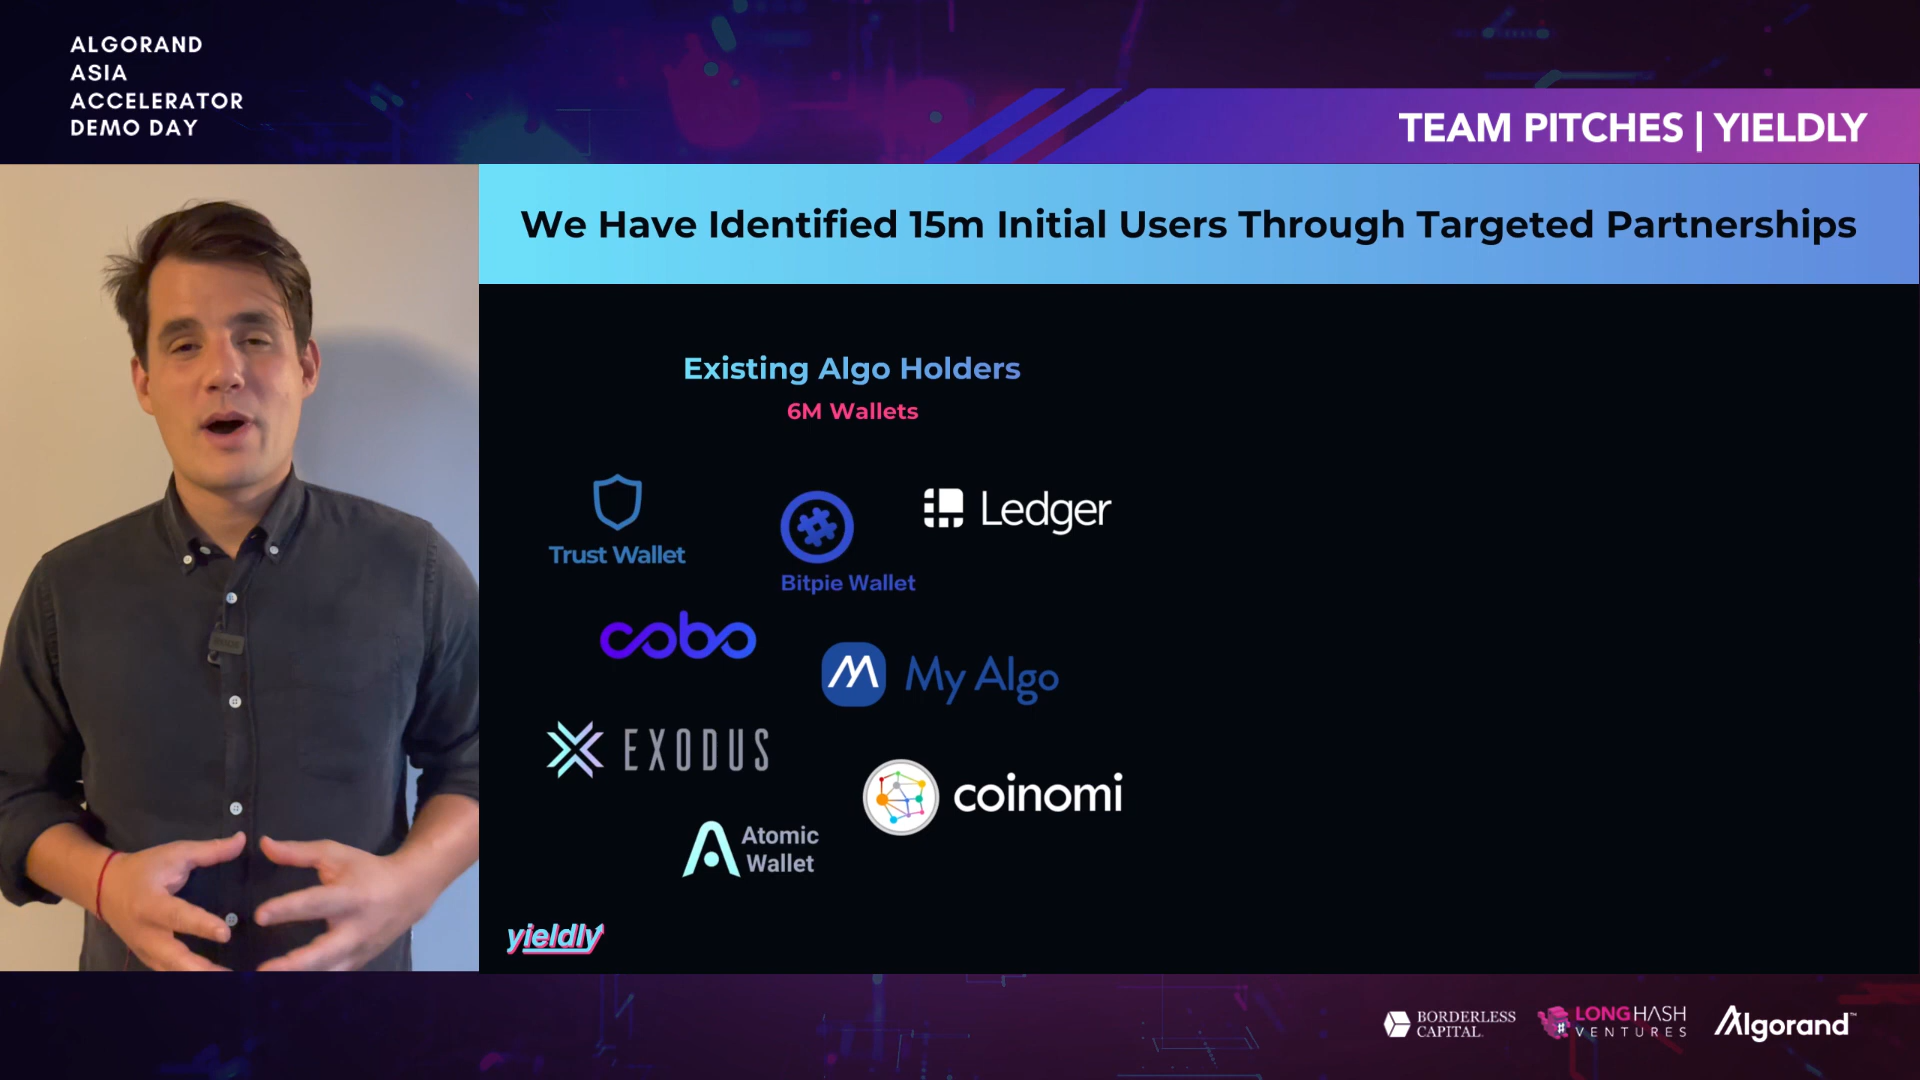 ALGORAND
ASIA
ACCELERATOR
DEMO DAY
TEAM PITCHES | YIELDLY
We Have Identified 15m Initial Users Through Targeted Partnerships
Existing Algo Holders
6M Wallets
Trust Wallet
Bitpie Wallet
Ledger
cobo
My Algo
EXODUS
coinomi
Atomic
Wallet
yieldly
BORDERLESS
CAPITAL
LONGHASH
VENTURES
Algorand™